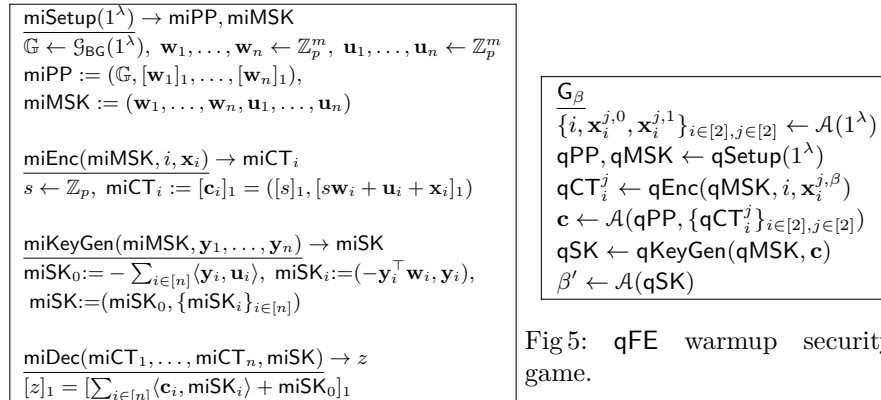 miSetup(1^λ) → miPP, miMSK
𝔾 ← 𝒢_BG(1^λ), w_1, …, w_n ← ℤ_p^m, u_1, …, u_n ← ℤ_p^m
miPP := (𝔾, [w_1]_1, …, [w_n]_1),
miMSK := (w_1, …, w_n, u_1, …, u_n)
miEnc(miMSK, i, x_i) → miCT_i
s ← ℤ_p, miCT_i := [c_i]_1 = ([s]_1, [sw_i + u_i + x_i]_1)
miKeyGen(miMSK, y_1, …, y_n) → miSK
miSK_0 := − ∑_{i∈[n]} ⟨y_i, u_i⟩, miSK_i := (−y_i^⊤ w_i, y_i),
miSK := (miSK_0, {miSK_i}_{i∈[n]})
miDec(miCT_1, …, miCT_n, miSK) → z
[z]_1 = [∑_{i∈[n]} ⟨c_i, miSK_i⟩ + miSK_0]_1
G_β
{i, x_i^{j,0}, x_i^{j,1}}_{i∈[2],j∈[2]} ← 𝒜(1^λ)
qPP, qMSK ← qSetup(1^λ)
qCT_i^j ← qEnc(qMSK, i, x_i^{j,β})
c ← 𝒜(qPP, {qCT_i^j}_{i∈[2],j∈[2]})
qSK ← qKeyGen(qMSK, c)
β′ ← 𝒜(qSK)
Fig 5: qFE warmup security
game.